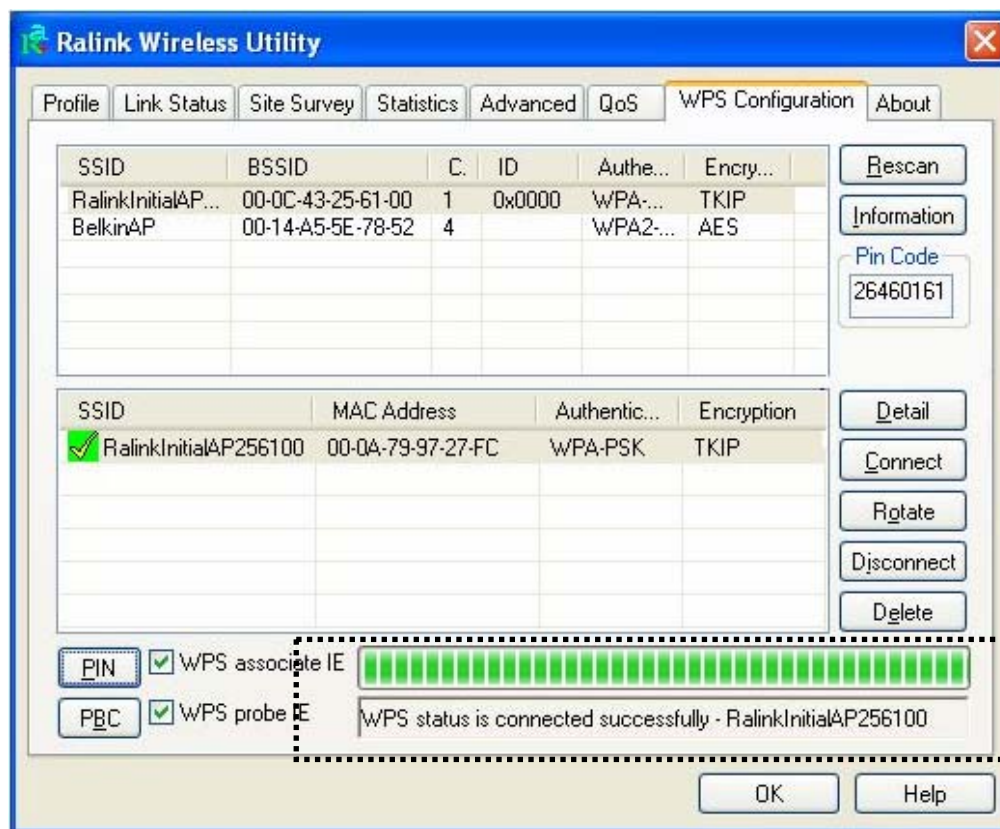 Ralink Wireless Utility
Profile Link Status Site Survey Statistics Advanced QoS WPS Configuration About
SSID BSSID C. ID Authe... Encry...
RalinkInitialAP... 00-0C-43-25-61-00 1 0x0000 WPA-... TKIP
BelkinAP 00-14-A5-5E-78-52 4 WPA2-... AES
Rescan
Information
Pin Code
26460161
SSID MAC Address Authentic... Encryption
RalinkInitialAP256100 00-0A-79-97-27-FC WPA-PSK TKIP
Detail
Connect
Rotate
Disconnect
Delete
PIN WPS associate IE
PBC WPS probe IE WPS status is connected successfully - RalinkInitialAP256100
OK Help